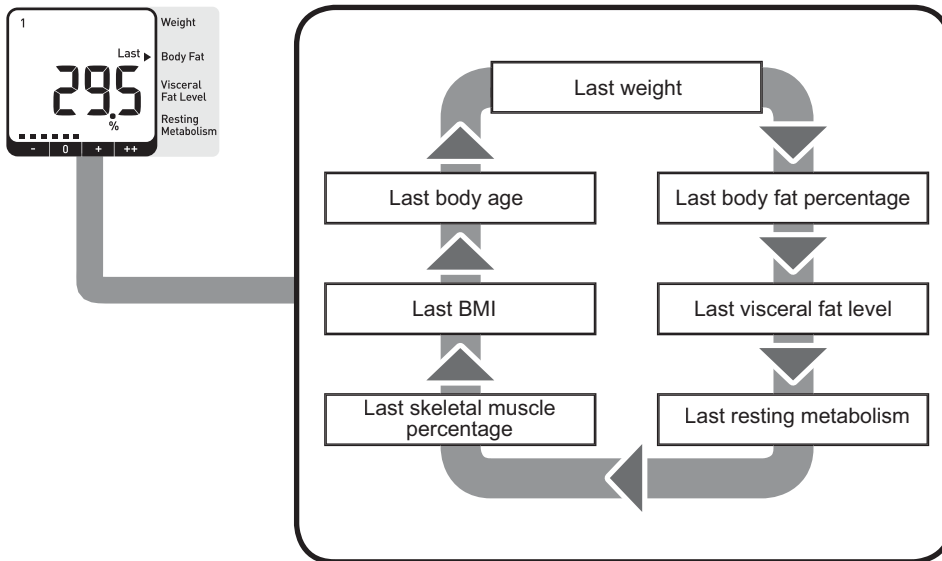 1
Last
29.5
%
- 0 + ++
Weight
Body Fat
Visceral
Fat Level
Resting
Metabolism
Last weight
Last body fat percentage
Last visceral fat level
Last resting metabolism
Last skeletal muscle
percentage
Last BMI
Last body age